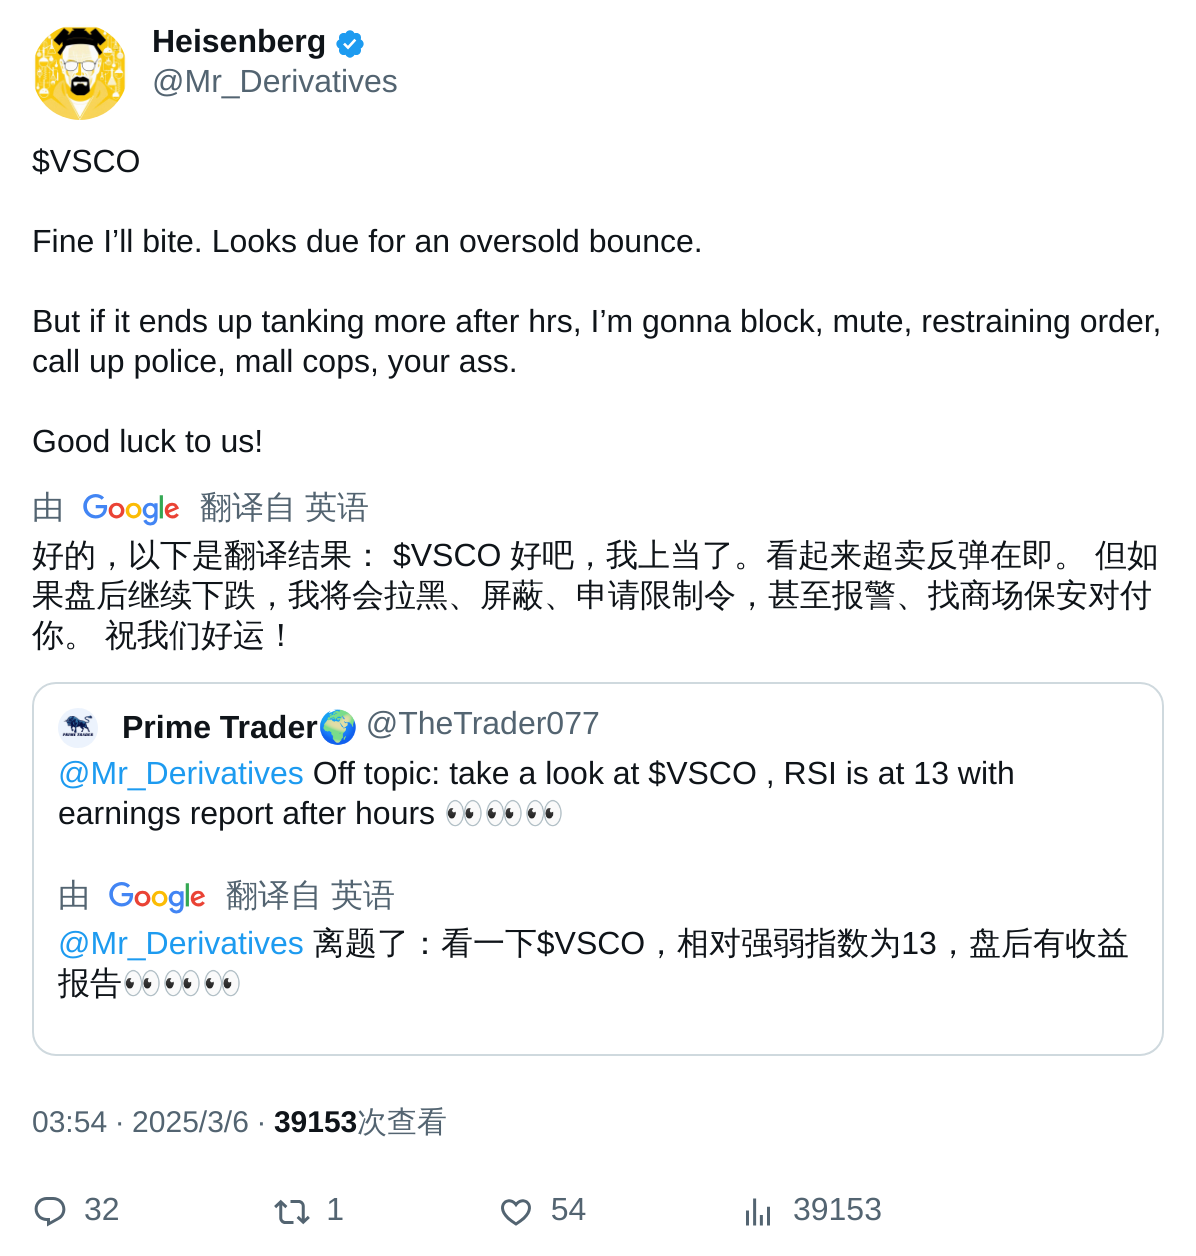 Heisenberg
@Mr_Derivatives
$VSCO
Fine I’ll bite. Looks due for an oversold bounce.
But if it ends up tanking more after hrs, I’m gonna block, mute, restraining order,
call up police, mall cops, your ass.
Good luck to us!
由 Google 翻译自 英语
好的，以下是翻译结果： $VSCO 好吧，我上当了。看起来超卖反弹在即。 但如
果盘后继续下跌，我将会拉黑、屏蔽、申请限制令，甚至报警、找商场保安对付
你。 祝我们好运！
Prime Trader🌍 @TheTrader077
@Mr_Derivatives Off topic: take a look at $VSCO , RSI is at 13 with
earnings report after hours 👀👀👀
由 Google 翻译自 英语
@Mr_Derivatives 离题了：看一下$VSCO，相对强弱指数为13，盘后有收益
报告👀👀👀
03:54 · 2025/3/6 · 39153次查看
32 1 54 39153